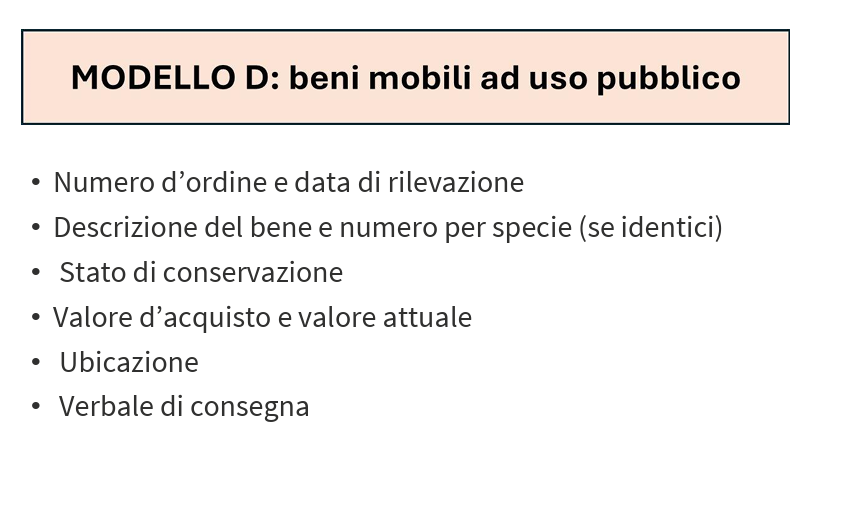 MODELLO D: beni mobili ad uso pubblico
• Numero d’ordine e data di rilevazione
• Descrizione del bene e numero per specie (se identici)
• Stato di conservazione
• Valore d’acquisto e valore attuale
• Ubicazione
• Verbale di consegna